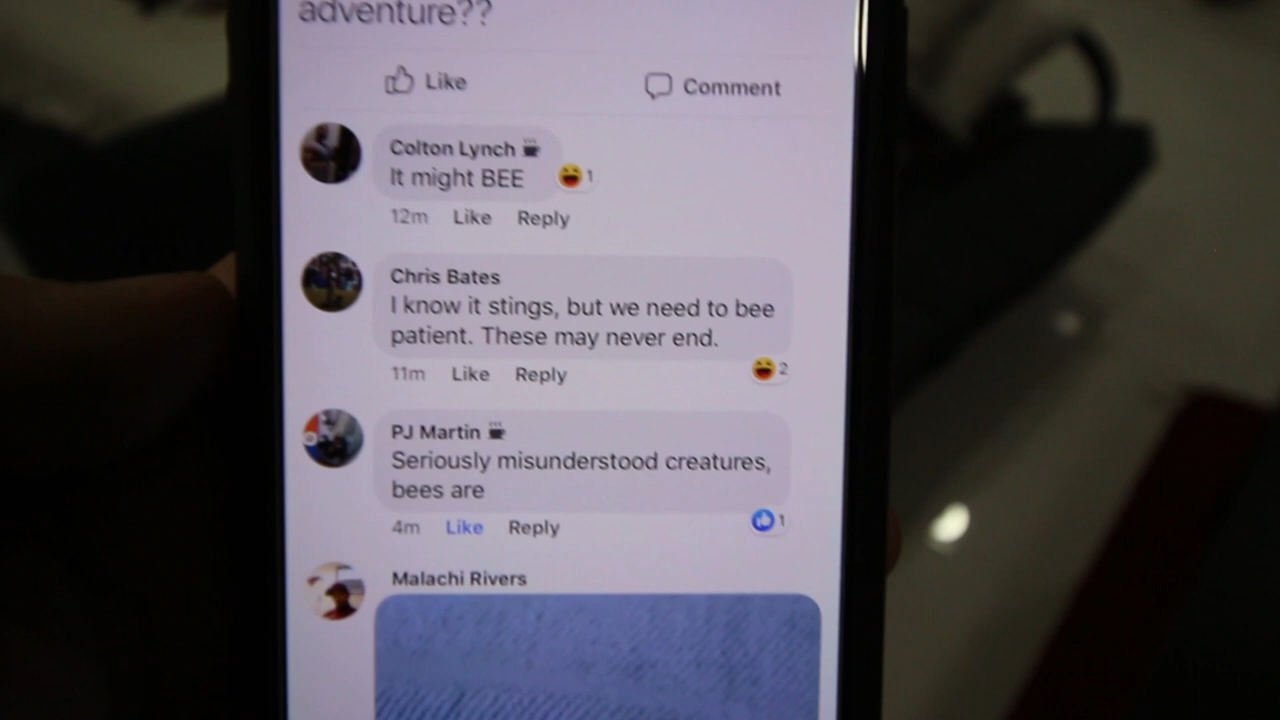 adventure??
Like
Comment
Colton Lynch
It might BEE
1
12m Like Reply
Chris Bates
I know it stings, but we need to bee
patient. These may never end.
11m Like Reply
2
PJ Martin
Seriously misunderstood creatures,
bees are
4m Like Reply
1
Malachi Rivers